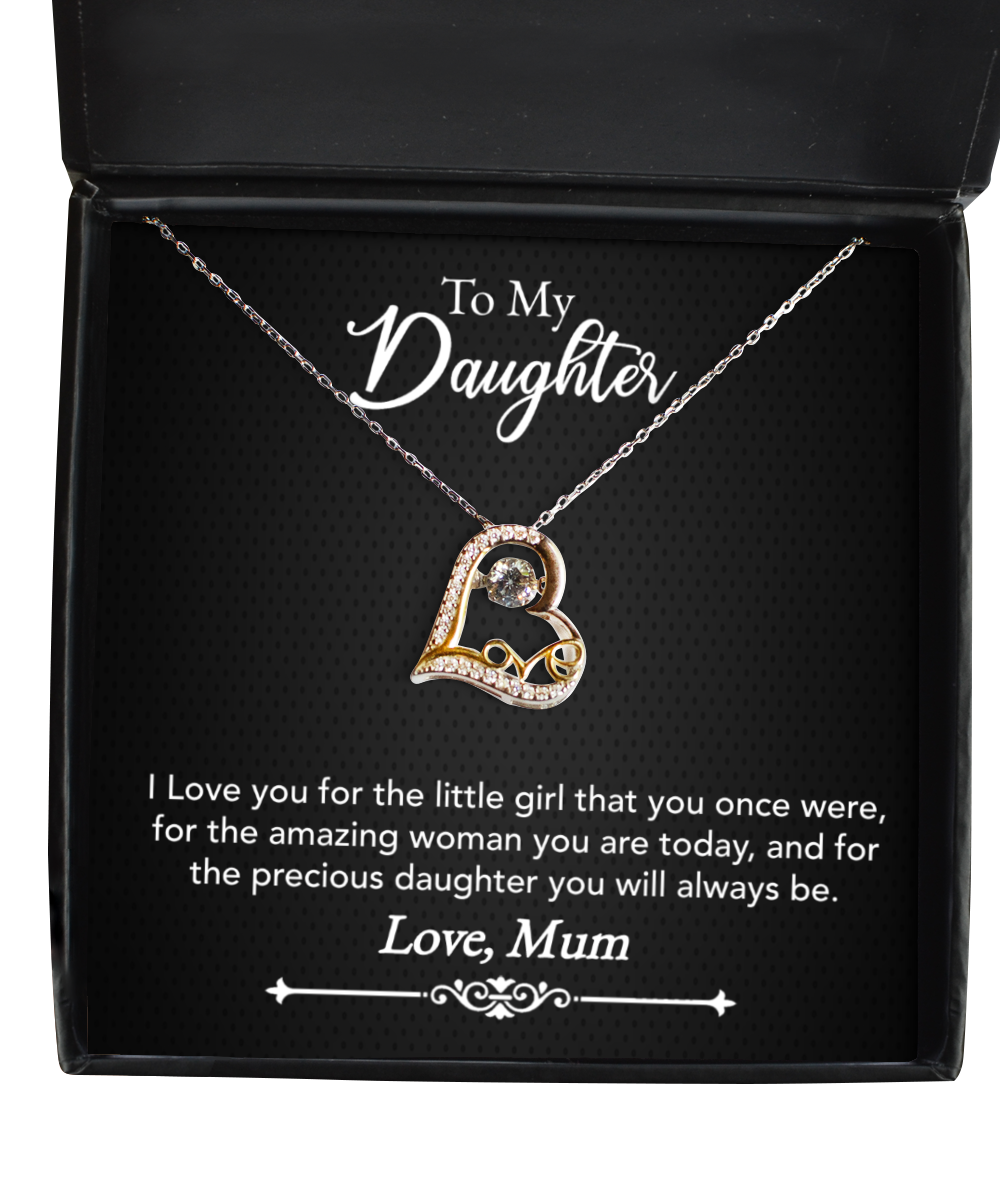 To My
Daughter
Love
I Love you for the little girl that you once were,
for the amazing woman you are today, and for
the precious daughter you will always be.
Love, Mum